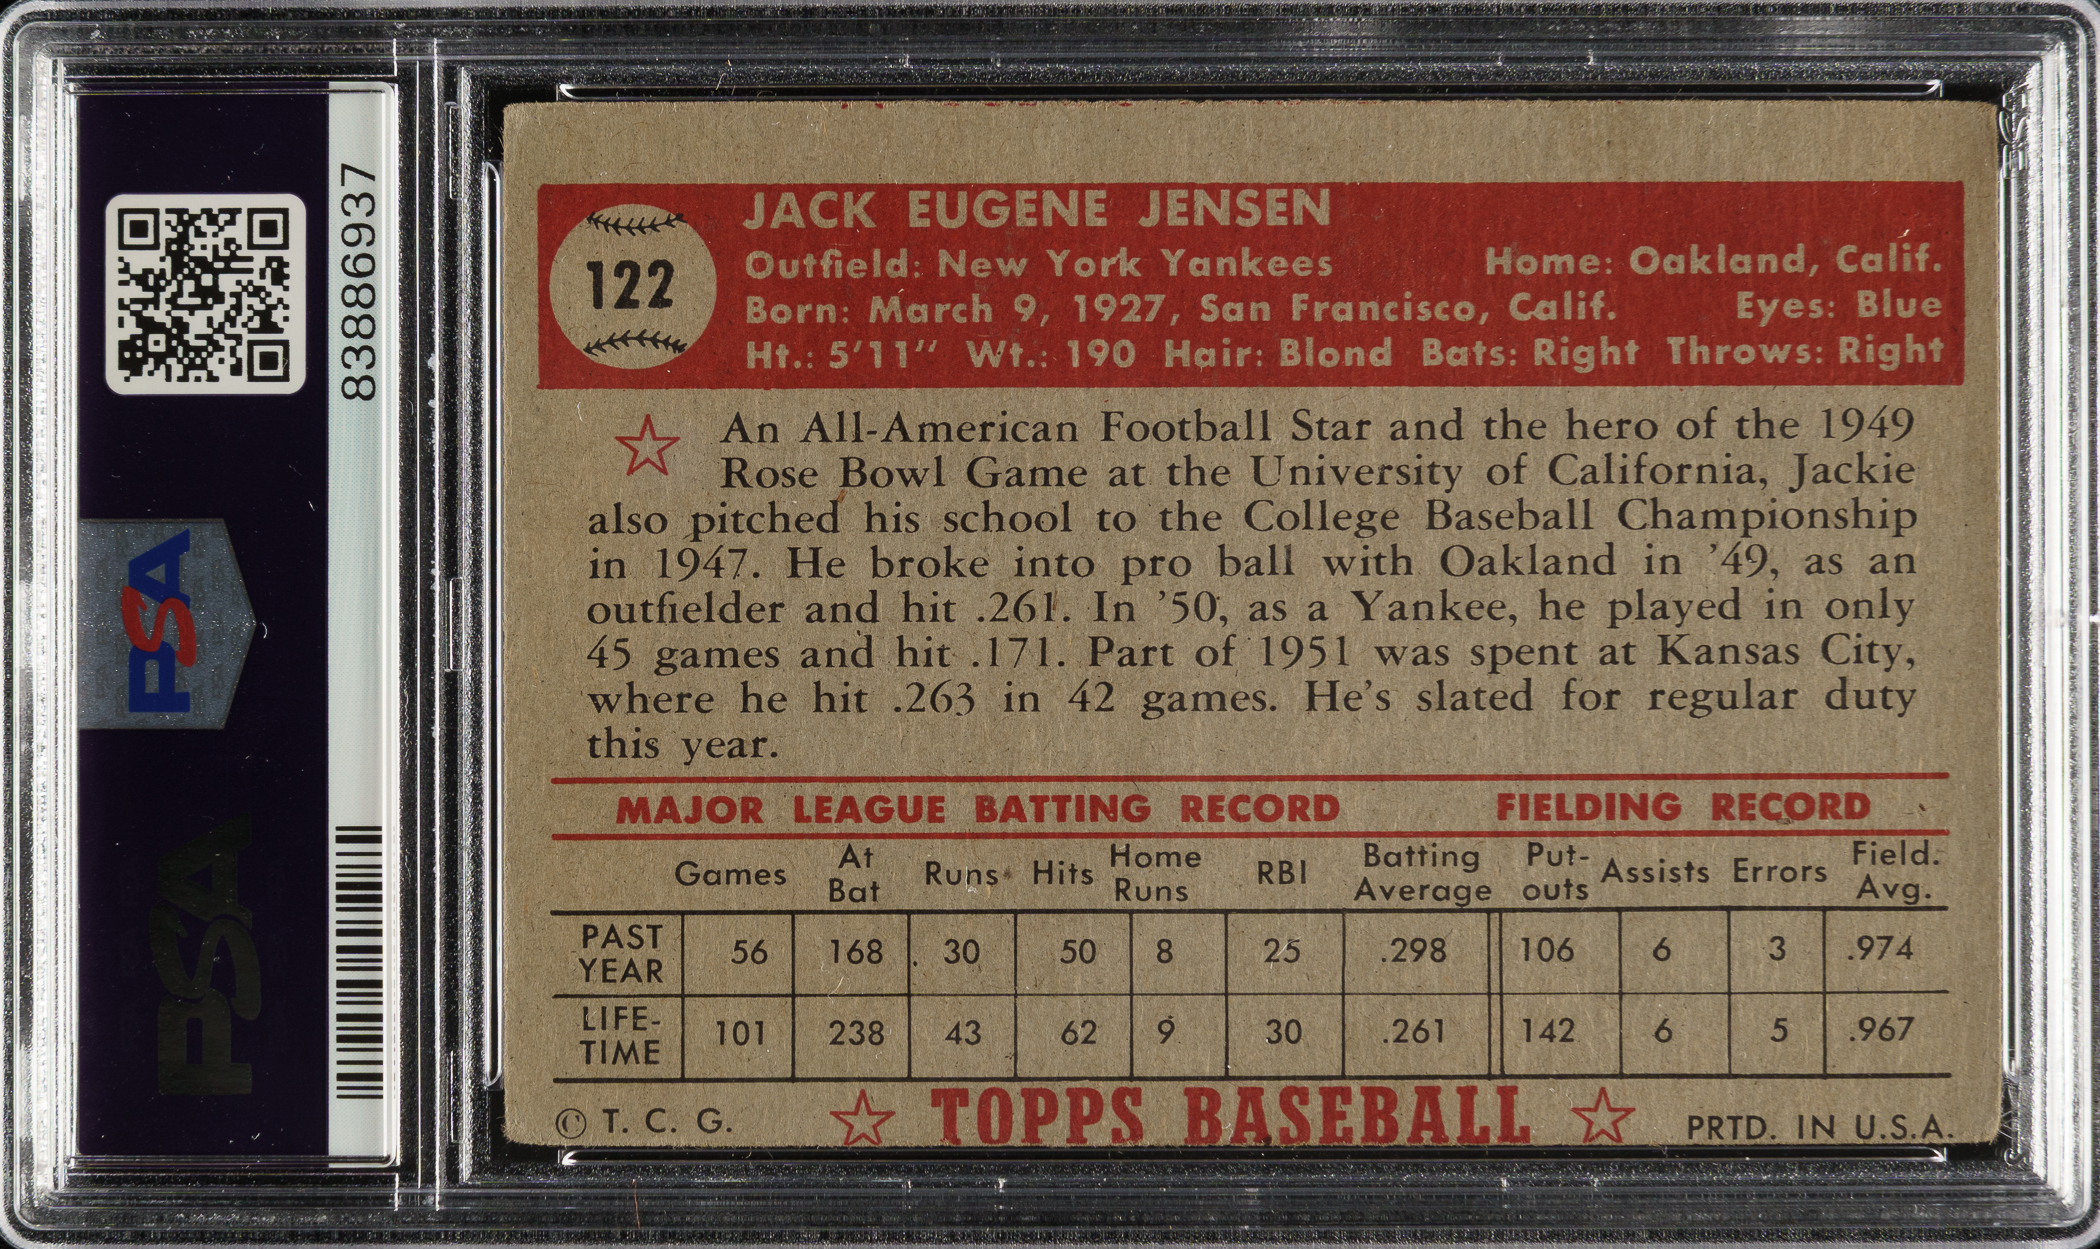 83886937
PSA
PSA
122
JACK EUGENE JENSEN
Outfield: New York Yankees Home: Oakland, Calif.
Born: March 9, 1927, San Francisco, Calif. Eyes: Blue
Ht.: 5'11" Wt.: 190 Hair: Blond Bats: Right Throws: Right
An All-American Football Star and the hero of the 1949
Rose Bowl Game at the University of California, Jackie
also pitched his school to the College Baseball Championship
in 1947. He broke into pro ball with Oakland in '49, as an
outfielder and hit .261. In '50, as a Yankee, he played in only
45 games and hit .171. Part of 1951 was spent at Kansas City,
where he hit .263 in 42 games. He's slated for regular duty
this year.
MAJOR LEAGUE BATTING RECORD FIELDING RECORD
Games At Bat Runs Hits Home Runs RBI Batting Average Put-outs Assists Errors Field. Avg.
PAST YEAR 56 168 30 50 8 25 .298 106 6 3 .974
LIFE-TIME 101 238 43 62 9 30 .261 142 6 5 .967
© T. C. G. ☆ TOPPS BASEBALL ☆ PRTD. IN U.S.A.